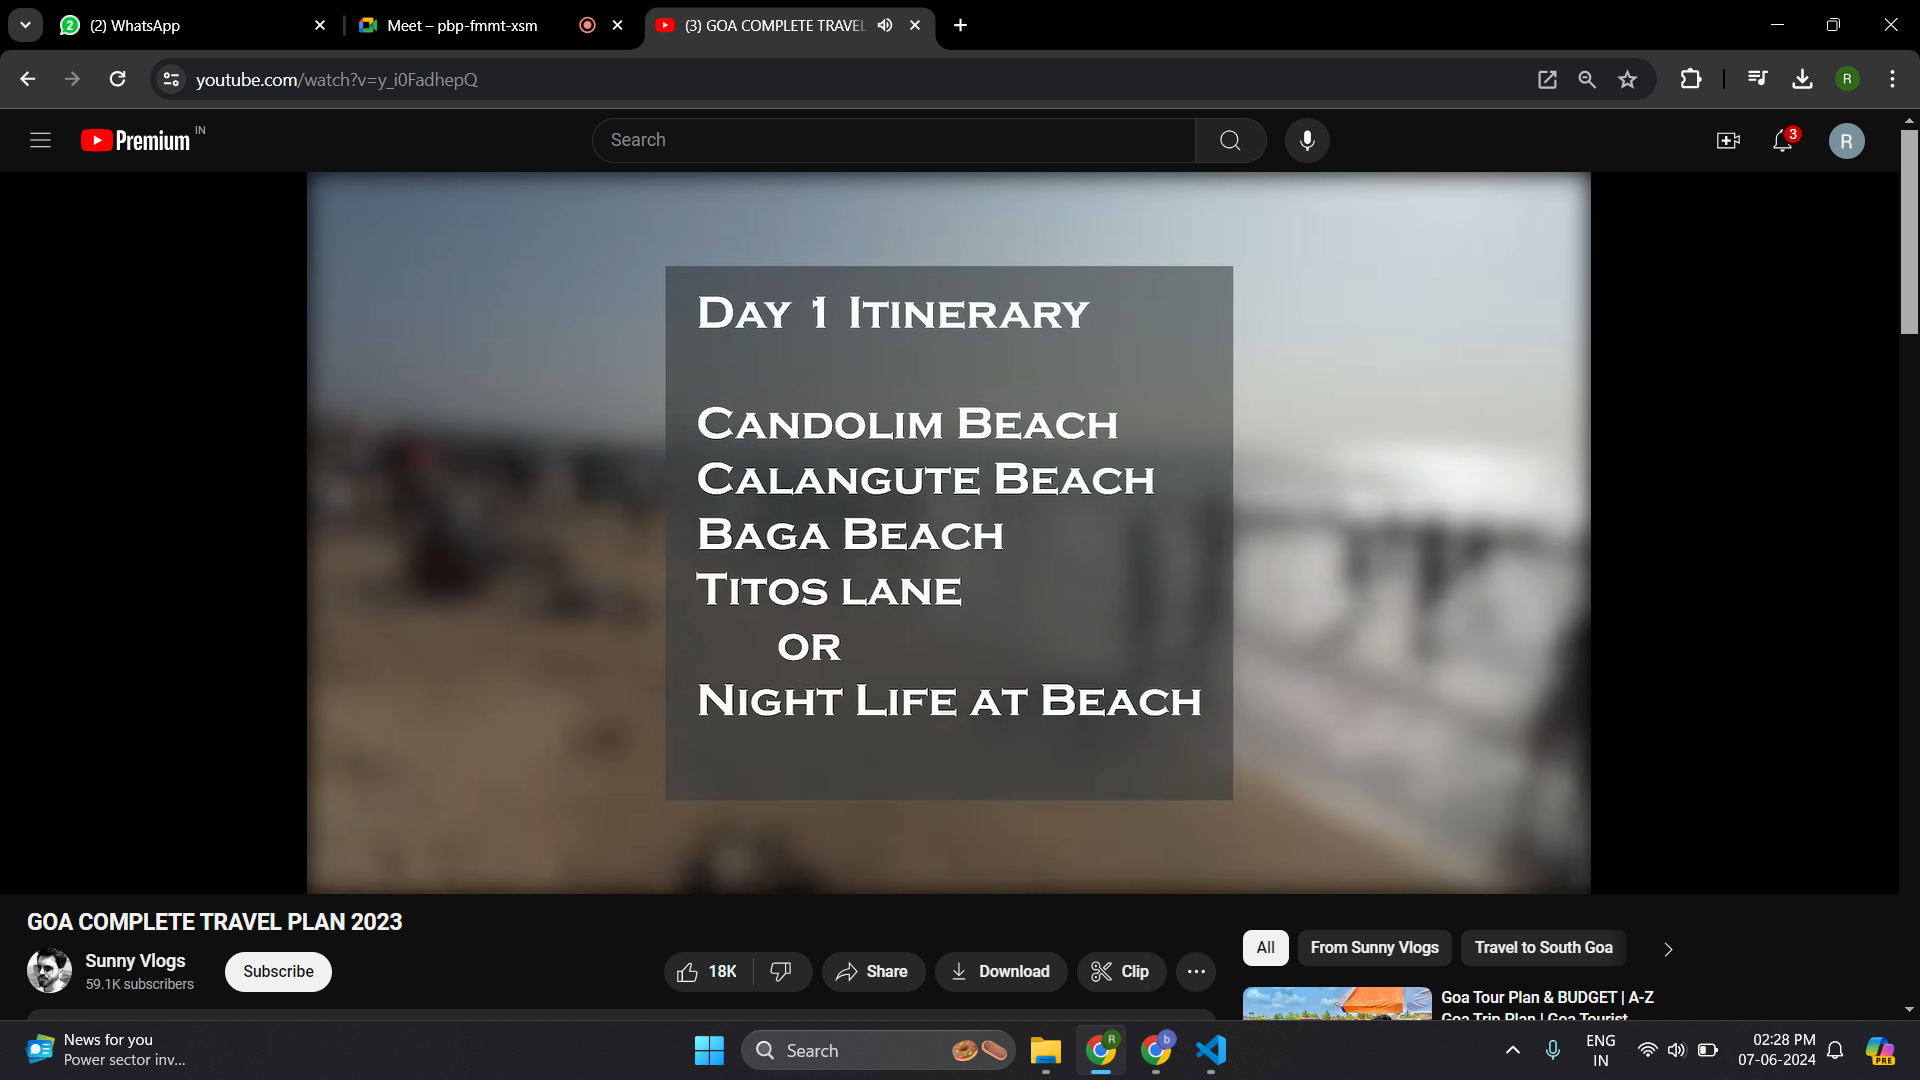 (2) WhatsApp
Meet – pbp-fmmt-xsm
(3) GOA COMPLETE TRAVEL
youtube.com/watch?v=y_i0FadhepQ
R
Premium IN
Search
3
R
DAY 1 ITINERARY
CANDOLIM BEACH
CALANGUTE BEACH
BAGA BEACH
TITOS LANE
OR
NIGHT LIFE AT BEACH
GOA COMPLETE TRAVEL PLAN 2023
Sunny Vlogs
59.1K subscribers
Subscribe
18K
Share
Download
Clip
All
From Sunny Vlogs
Travel to South Goa
Goa Tour Plan & BUDGET | A-Z
Goa Trip Plan | Goa Tourist
News for you
Power sector inv...
Search
R
b
ENG
IN
02:28 PM
07-06-2024
PRE